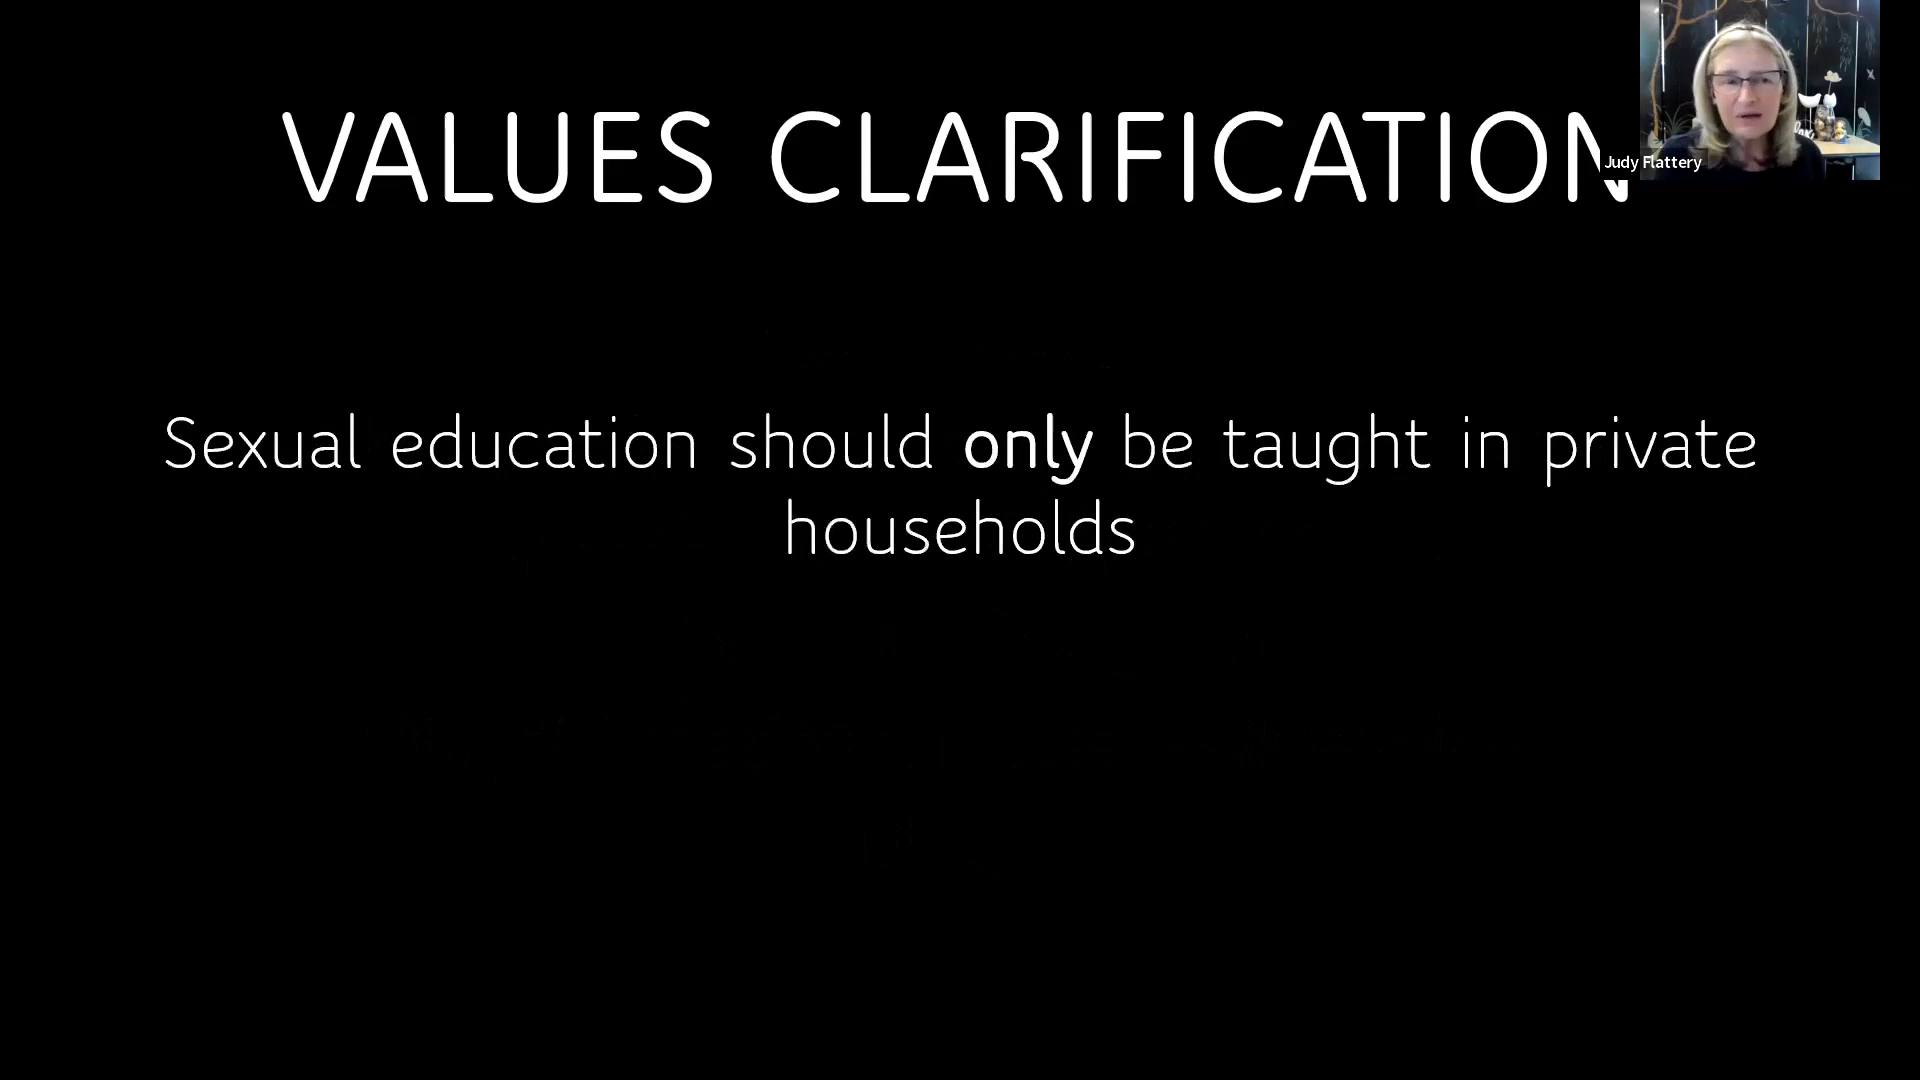 VALUES CLARIFICATION
Judy Flattery
Sexual education should only be taught in private
households